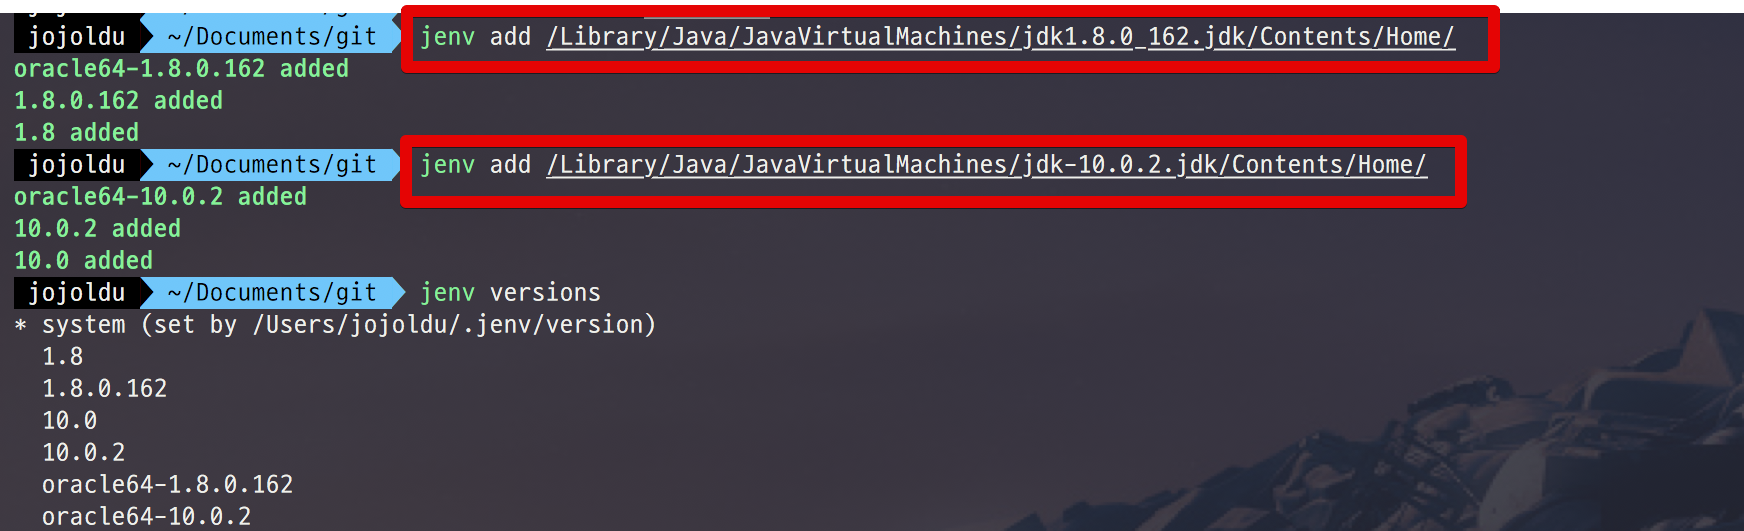 jojoldu ~/Documents/git jenv add /Library/Java/JavaVirtualMachines/jdk1.8.0_162.jdk/Contents/Home/
oracle64-1.8.0.162 added
1.8.0.162 added
1.8 added
jojoldu ~/Documents/git jenv add /Library/Java/JavaVirtualMachines/jdk-10.0.2.jdk/Contents/Home/
oracle64-10.0.2 added
10.0.2 added
10.0 added
jojoldu ~/Documents/git jenv versions
* system (set by /Users/jojoldu/.jenv/version)
1.8
1.8.0.162
10.0
10.0.2
oracle64-1.8.0.162
oracle64-10.0.2